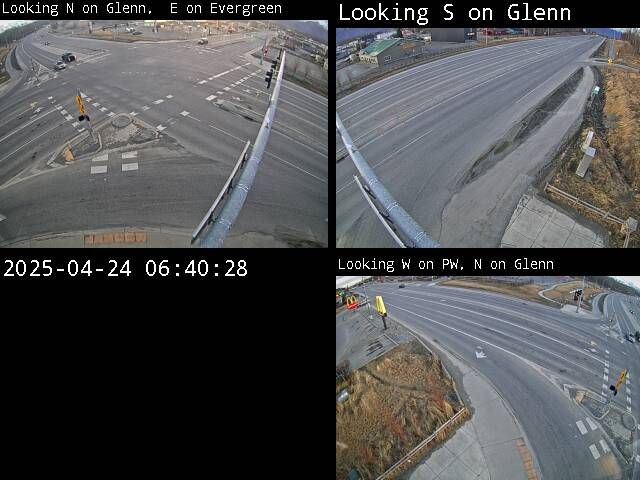 Looking N on Glenn,  E on Evergreen
Looking S on Glenn
2025-04-24 06:40:28
Looking W on PW, N on Glenn